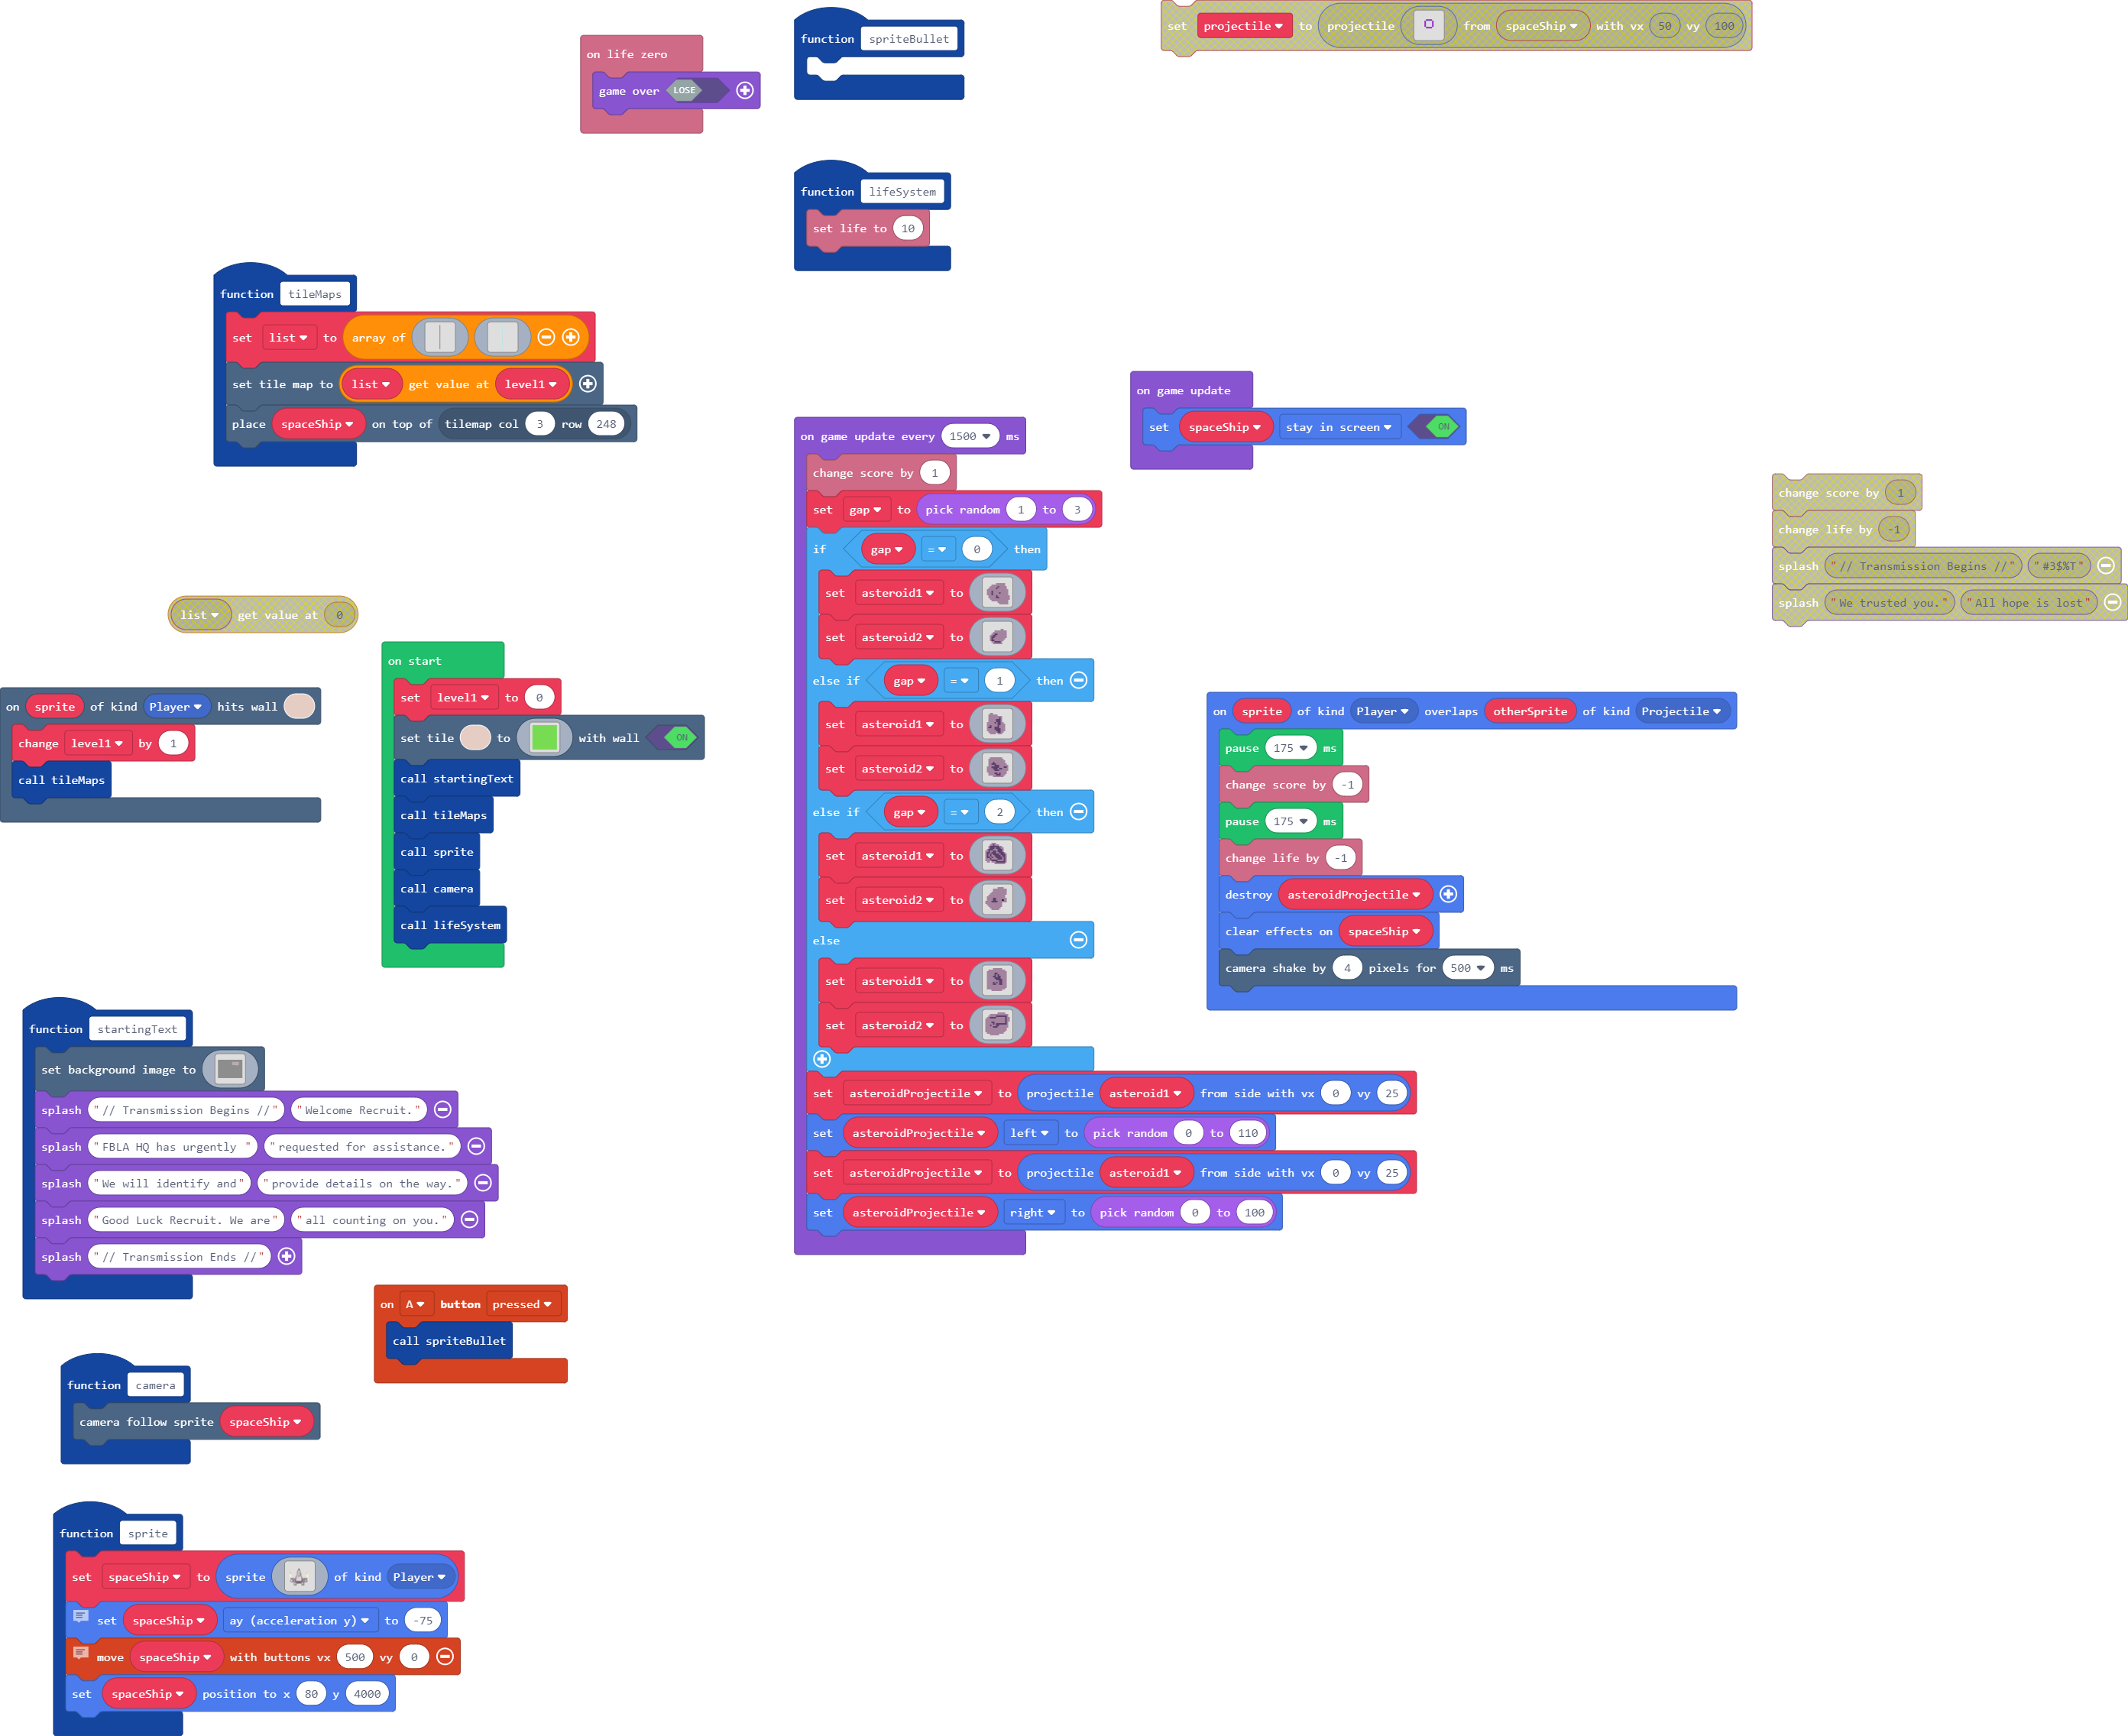 set projectile to projectile from spaceShip with vx 50 vy 100
function spriteBullet
on life zero
game over LOSE
function lifeSystem
set life to 10
function tileMaps
set list to array of
set tile map to list get value at level1
place spaceShip on top of tilemap col 3 row 248
on game update
set spaceShip stay in screen ON
on game update every 1500 ms
change score by 1
set gap to pick random 1 to 3
if gap = 0 then
set asteroid1 to
set asteroid2 to
else if gap = 1 then
set asteroid1 to
set asteroid2 to
else if gap = 2 then
set asteroid1 to
set asteroid2 to
else
set asteroid1 to
set asteroid2 to
set asteroidProjectile to projectile asteroid1 from side with vx 0 vy 25
set asteroidProjectile left to pick random 0 to 110
set asteroidProjectile to projectile asteroid1 from side with vx 0 vy 25
set asteroidProjectile right to pick random 0 to 100
change score by 1
change life by -1
splash "// Transmission Begins //" "#3$%T"
splash "We trusted you." "All hope is lost"
list get value at 0
on start
set level1 to 0
set tile to with wall ON
call startingText
call tileMaps
call sprite
call camera
call lifeSystem
on sprite of kind Player hits wall
change level1 by 1
call tileMaps
on sprite of kind Player overlaps otherSprite of kind Projectile
pause 175 ms
change score by -1
pause 175 ms
change life by -1
destroy asteroidProjectile
clear effects on spaceShip
camera shake by 4 pixels for 500 ms
function startingText
set background image to
splash "// Transmission Begins //" "Welcome Recruit."
splash "FBLA HQ has urgently " "requested for assistance."
splash "We will identify and" "provide details on the way."
splash "Good Luck Recruit. We are" "all counting on you."
splash "// Transmission Ends //"
on A button pressed
call spriteBullet
function camera
camera follow sprite spaceShip
function sprite
set spaceShip to sprite of kind Player
set spaceShip ay (acceleration y) to -75
move spaceShip with buttons vx 500 vy 0
set spaceShip position to x 80 y 4000